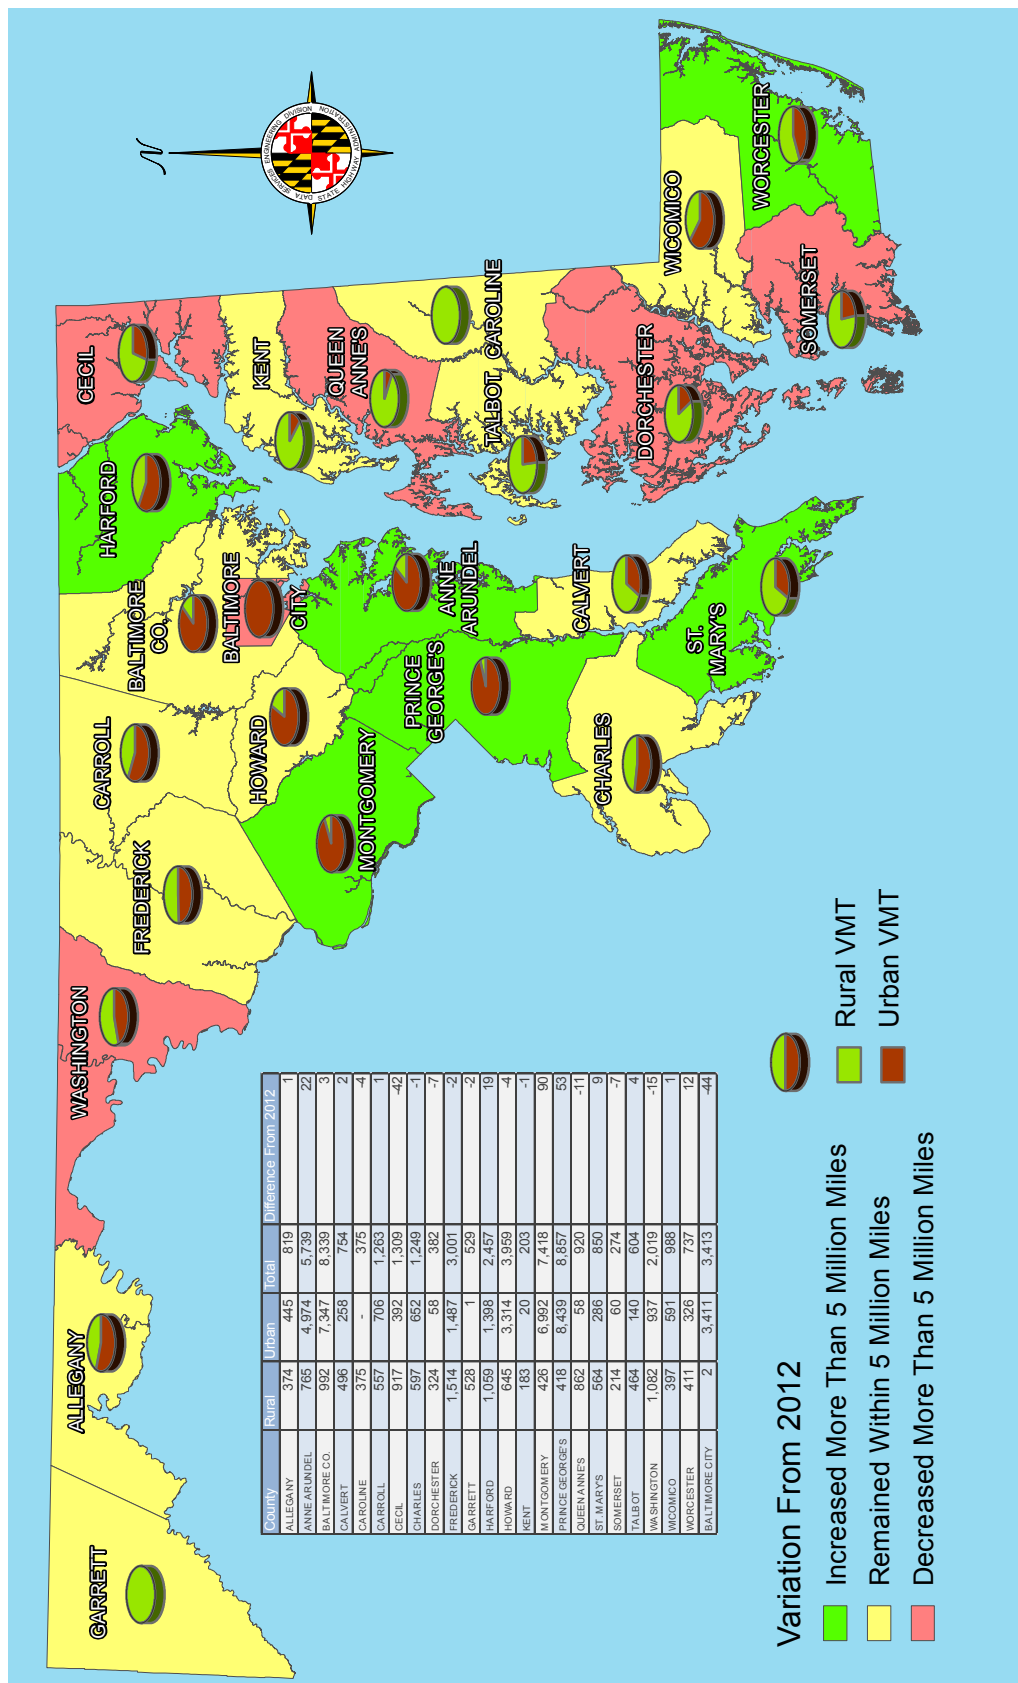 N
DATA SERVICES ENGINEERING DIVISION
STATE HIGHWAY ADMINISTRATION
GARRETT
ALLEGANY
WASHINGTON
FREDERICK
CARROLL
BALTIMORE
CO,
HARFORD
CECIL
HOWARD
BALTIMORE
CITY
KENT
MONTGOMERY
PRINCE
GEORGE'S
ANNE
ARUNDEL
QUEEN
ANNE'S
TALBOT
CAROLINE
CHARLES
CALVERT
ST.
MARY'S
DORCHESTER
WICOMICO
SOMERSET
WORCESTER
County Rural Urban Total Difference From 2012
ALLEGANY 374 445 819 1
ANNE ARUNDEL 765 4,974 5,739 22
BALTIMORE CO. 992 7,347 8,339 3
CALVERT 496 258 754 2
CAROLINE 375 - 375 -4
CARROLL 557 706 1,263 1
CECIL 917 392 1,309 -42
CHARLES 597 652 1,249 -1
DORCHESTER 324 58 382 -7
FREDERICK 1,514 1,487 3,001 -2
GARRETT 528 1 529 -2
HARFORD 1,059 1,398 2,457 19
HOWARD 645 3,314 3,959 -4
KENT 183 20 203 -1
MONTGOMERY 426 6,992 7,418 90
PRINCE GEORGE'S 418 8,439 8,857 53
QUEEN ANNE'S 862 58 920 -11
ST. MARY'S 564 286 850 9
SOMERSET 214 60 274 -7
TALBOT 464 140 604 4
WASHINGTON 1,082 937 2,019 -15
WICOMICO 397 591 988 1
WORCESTER 411 326 737 12
BALTIMORE CITY 2 3,411 3,413 -44
Variation From 2012
Increased More Than 5 Million Miles
Remained Within 5 Million Miles
Decreased More Than 5 Million Miles
Rural VMT
Urban VMT